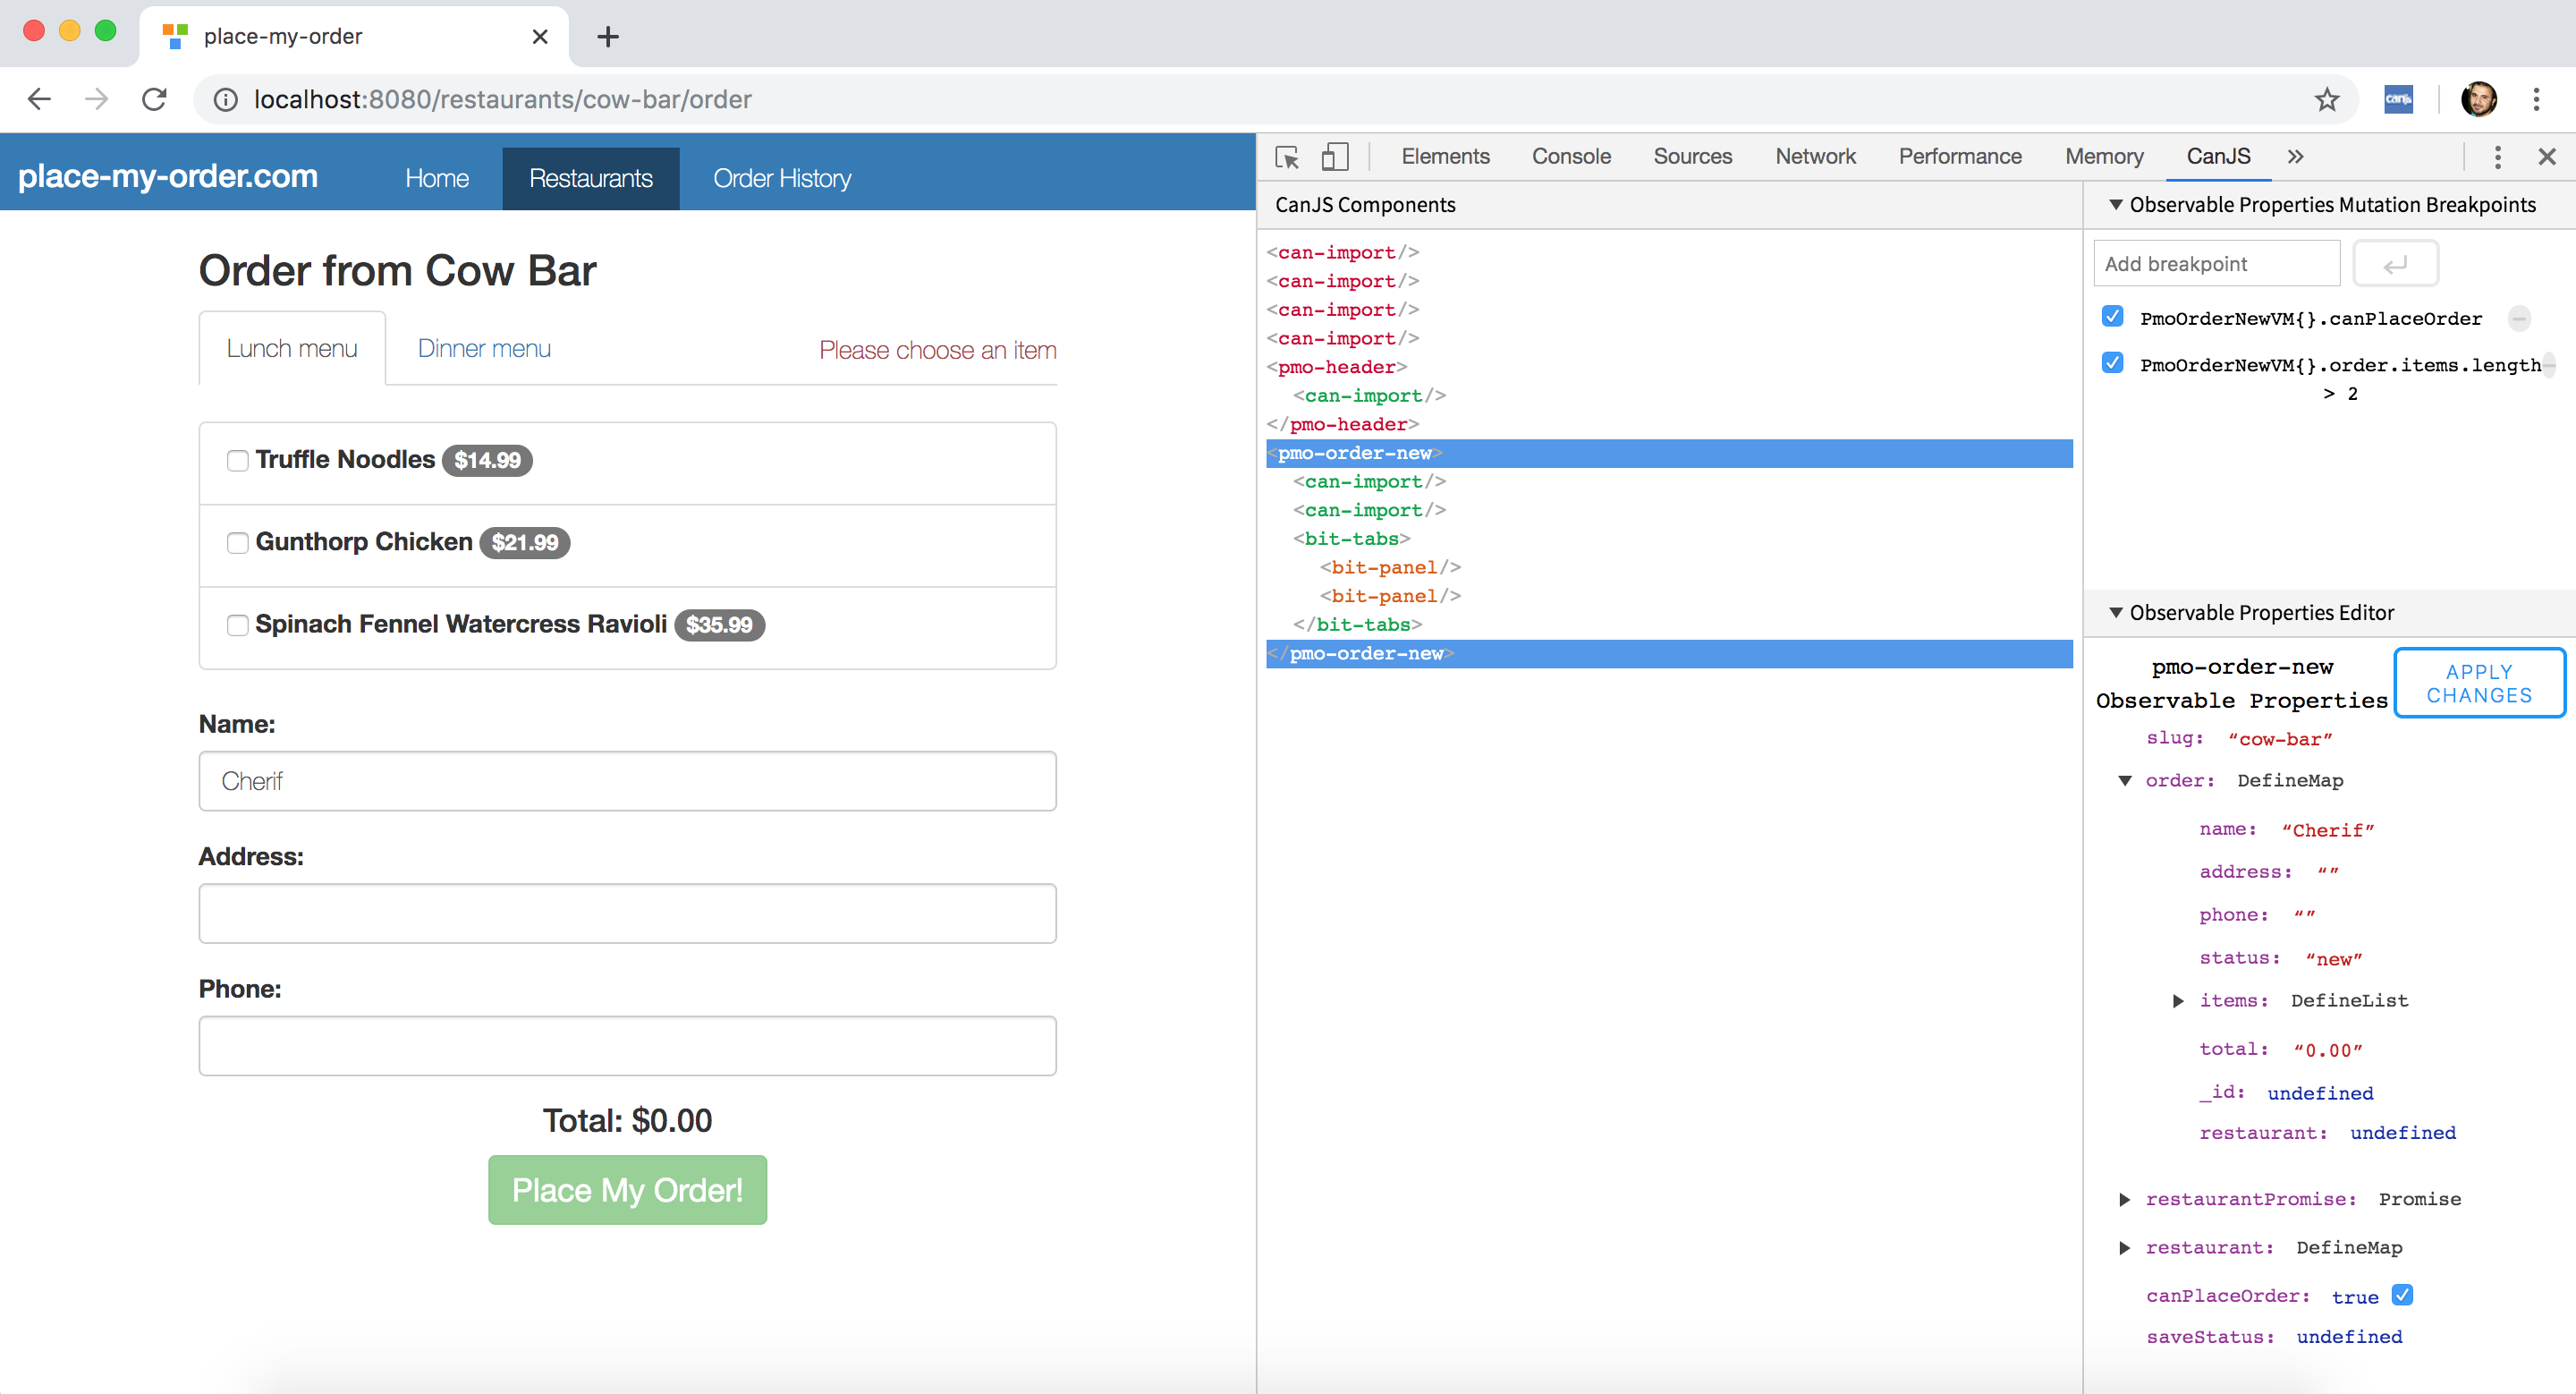 place-my-order
localhost:8080/restaurants/cow-bar/order
canjs
place-my-order.com
Home
Restaurants
Order History
Order from Cow Bar
Lunch menu
Dinner menu
Please choose an item
Truffle Noodles $14.99
Gunthorp Chicken $21.99
Spinach Fennel Watercress Ravioli $35.99
Name:
Cherif
Address:
Phone:
Total: $0.00
Place My Order!
Elements
Console
Sources
Network
Performance
Memory
CanJS
»
CanJS Components
<can-import/>
<can-import/>
<can-import/>
<can-import/>
<pmo-header>
<can-import/>
</pmo-header>
<pmo-order-new>
<can-import/>
<can-import/>
<bit-tabs>
<bit-panel/>
<bit-panel/>
</bit-tabs>
</pmo-order-new>
Observable Properties Mutation Breakpoints
Add breakpoint
PmoOrderNewVM{}.canPlaceOrder
PmoOrderNewVM{}.order.items.length
> 2
Observable Properties Editor
pmo-order-new
Observable Properties
APPLY
CHANGES
slug: “cow-bar”
order: DefineMap
name: “Cherif”
address: “”
phone: “”
status: “new”
items: DefineList
total: “0.00”
_id: undefined
restaurant: undefined
restaurantPromise: Promise
restaurant: DefineMap
canPlaceOrder: true
saveStatus: undefined